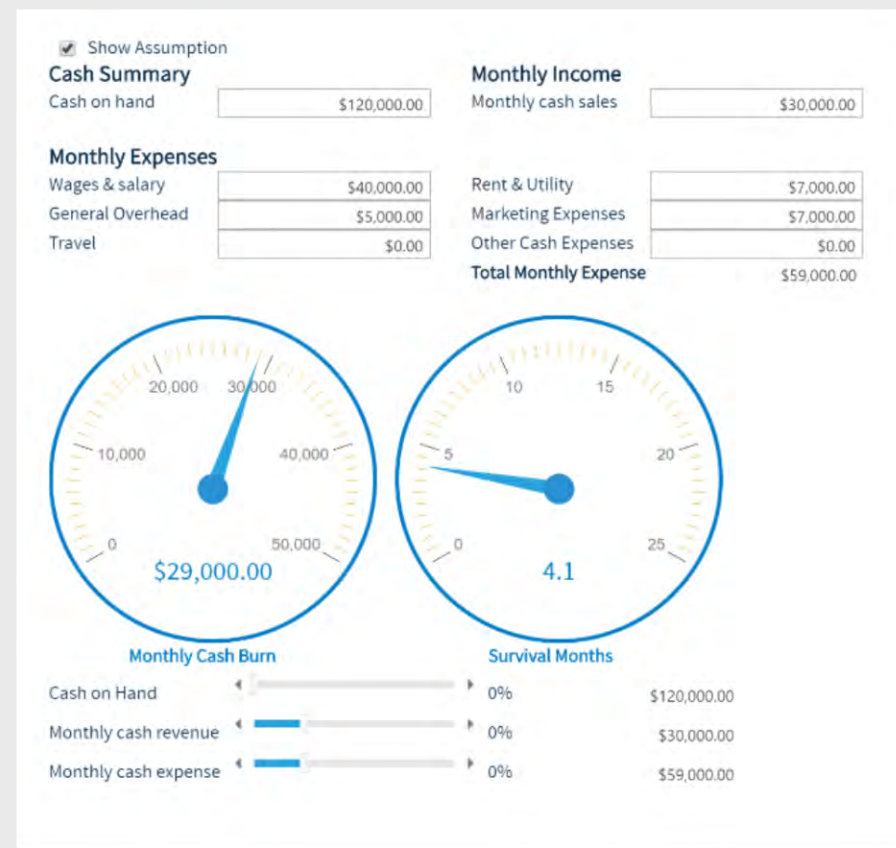 Show Assumption
Cash Summary Monthly Income
Cash on hand $120,000.00 Monthly cash sales $30,000.00
Monthly Expenses
Wages & salary $40,000.00 Rent & Utility $7,000.00
General Overhead $5,000.00 Marketing Expenses $7,000.00
Travel $0.00 Other Cash Expenses $0.00
Total Monthly Expense $59,000.00
20,000 30,000 10 15
10,000 40,000 5 20
0 50,000 0 25
$29,000.00 4.1
Monthly Cash Burn Survival Months
Cash on Hand 0% $120,000.00
Monthly cash revenue 0% $30,000.00
Monthly cash expense 0% $59,000.00